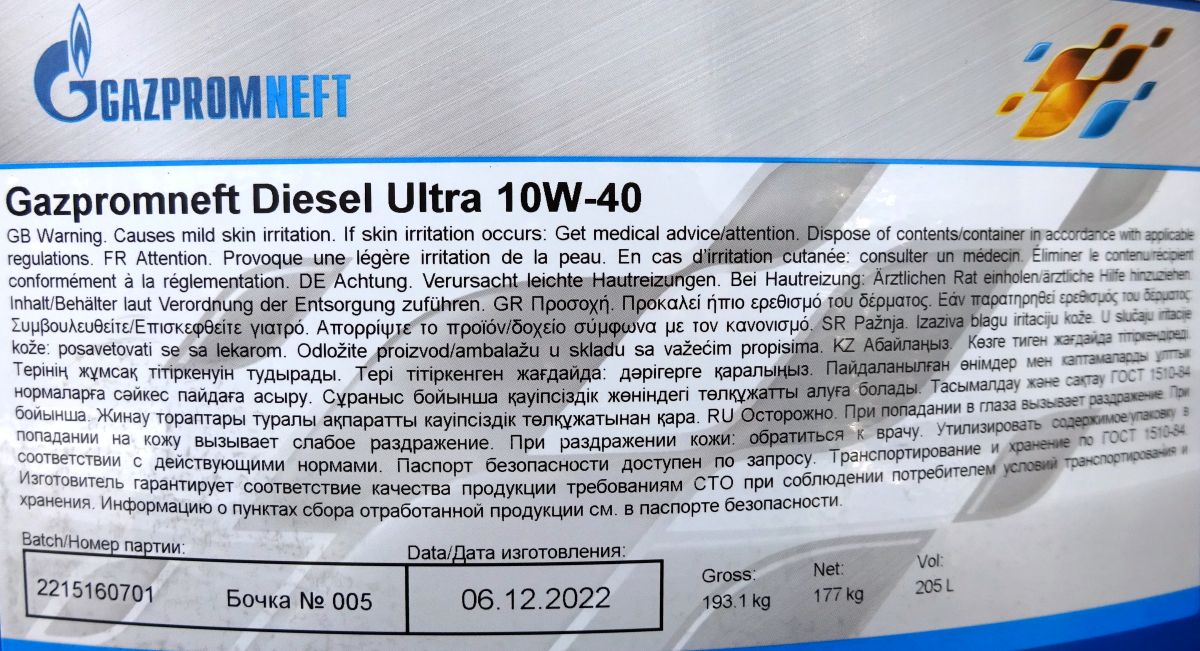 GAZPROMNEFT
Gazpromneft Diesel Ultra 10W-40
GB Warning. Causes mild skin irritation. If skin irritation occurs: Get medical advice/attention. Dispose of contents/container in accordance with applicable
regulations. FR Attention. Provoque une légère irritation de la peau. En cas d'irritation cutanée: consulter un médecin. Éliminer le contenu/récipient
conformément à la réglementation. DE Achtung. Verursacht leichte Hautreizungen. Bei Hautreizung: Ärztlichen Rat einholen/ärztliche Hilfe hinzuziehen
Inhalt/Behälter laut Verordnung der Entsorgung zuführen. GR Προσοχή. Προκαλεί ήπιο ερεθισμό του δέρματος. Εάν παρατηρηθεί ερεθισμός του δέρματος:
Συμβουλευθείτε/Επισκεφθείτε γιατρό. Απορρίψτε το προϊόν/δοχείο σύμφωνα με τον κανονισμό. SR Pažnja. Izaziva blagu iritaciju kože. U slučaju iritacije
kože: posavetovati se sa lekarom. Odložite proizvod/ambalažu u skladu sa važećim propisima. KZ Абайлаңыз. Көзге тиген жағдайда тітіркендіреді.
Терінің жұмсақ тітіркенуін тудырады. Тері тітіркенген жағдайда: дәрігерге қаралыңыз. Пайдаланылған өнімдер мен каптамаларды ұлттық
нормаларға сәйкес пайдаға асыру. Сұраныс бойынша қауіпсіздік жөніндегі төлқұжатты алуға болады. Тасымалдау және сақтау ГОСТ 1510-84
бойынша. Жинау тораптары туралы ақпаратты кауіпсіздік төлқұжатынан қара. RU Осторожно. При попадании в глаза вызывает раздражение. При
попадании на кожу вызывает слабое раздражение. При раздражении кожи: обратиться к врачу. Утилизировать содержимое/упаковку в
соответствии с действующими нормами. Паспорт безопасности доступен по запросу. Транспортирование и хранение по ГОСТ 1510-84.
Изготовитель гарантирует соответствие качества продукции требованиям СТО при соблюдении потребителем условий транспортирования и
хранения. Информацию о пунктах сбора отработанной продукции см. в паспорте безопасности.
Batch/Номер партии: Data/Дата изготовления:
2215160701 Бочка № 005 06.12.2022
Gross: Net: Vol:
193.1 kg 177 kg 205 L